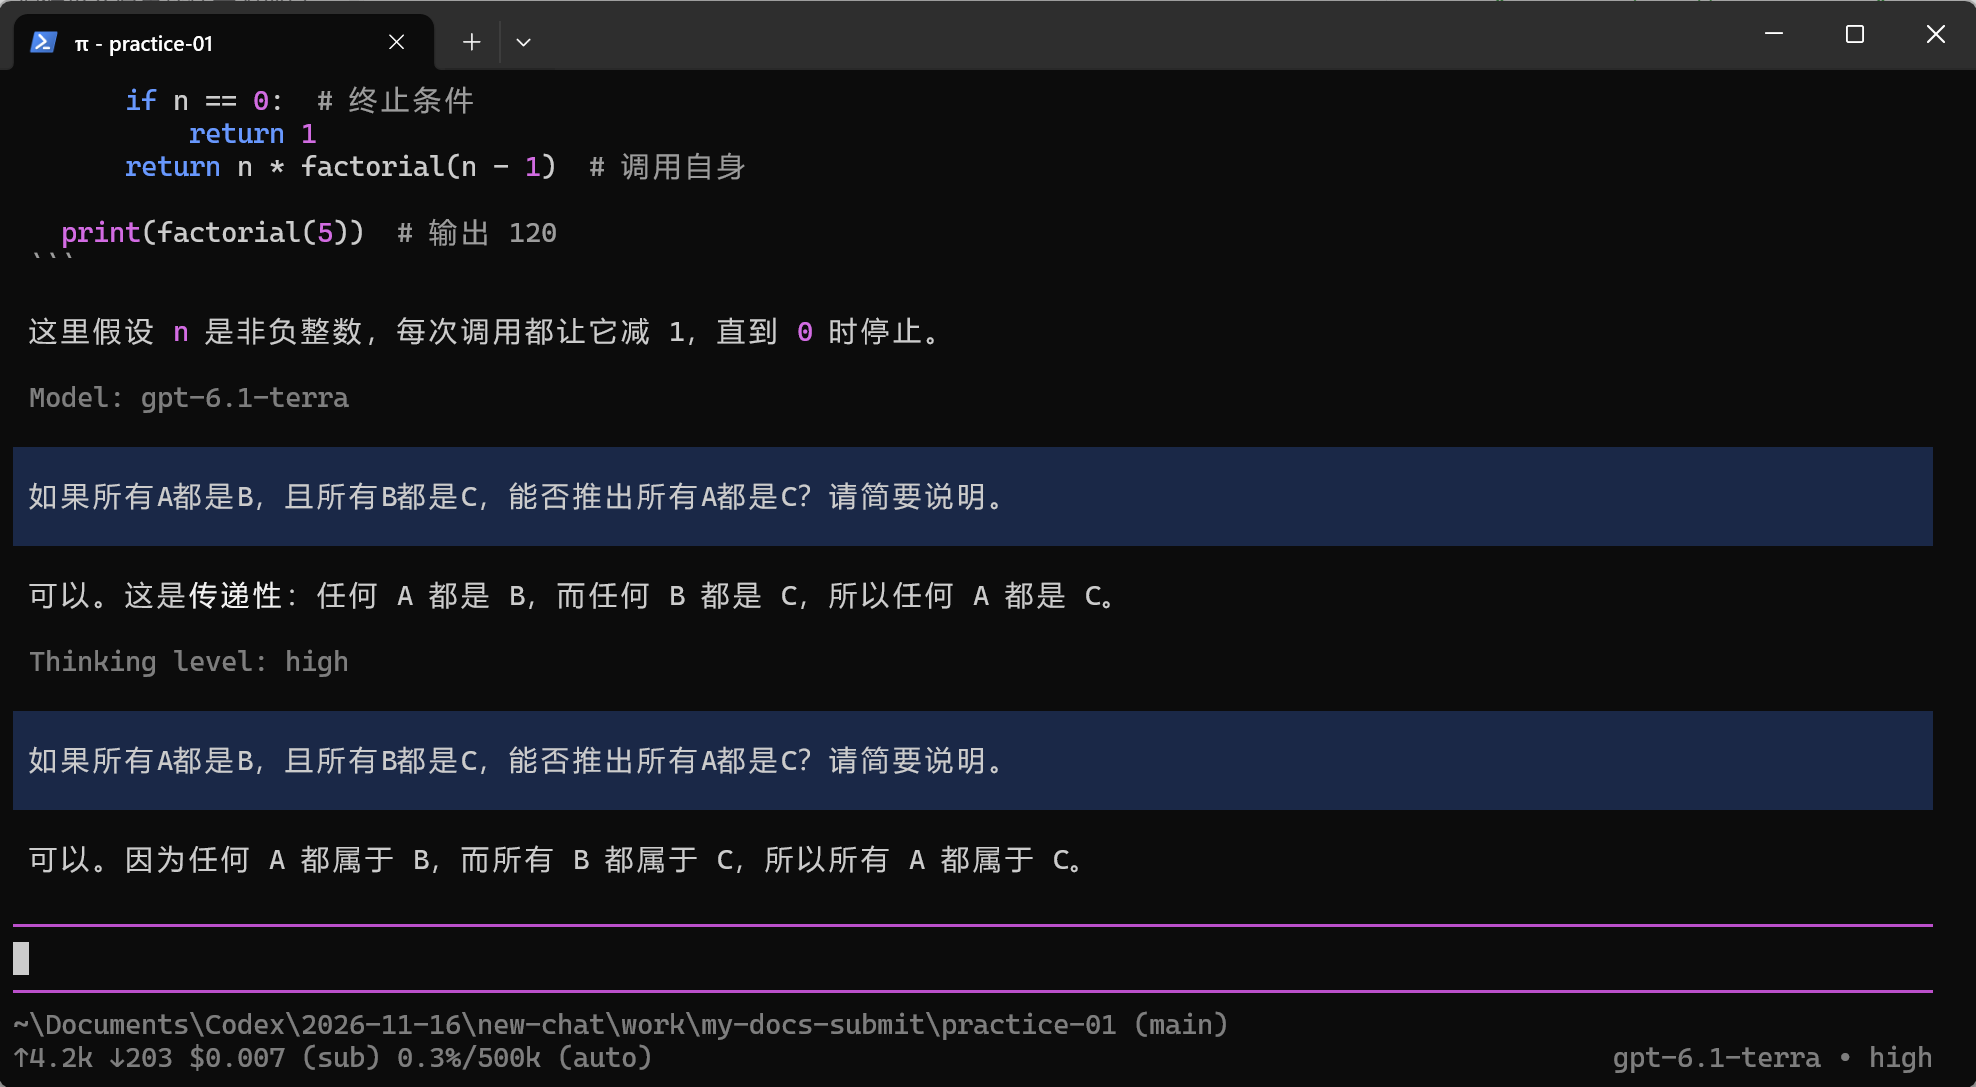 π - practice-01
if n == 0:  # 终止条件
return 1
return n * factorial(n - 1)  # 调用自身
print(factorial(5))  # 输出 120
```
这里假设 n 是非负整数，每次调用都让它减 1，直到 0 时停止。
Model: gpt-6.1-terra
如果所有A都是B，且所有B都是C，能否推出所有A都是C？请简要说明。
可以。这是传递性：任何 A 都是 B，而任何 B 都是 C，所以任何 A 都是 C。
Thinking level: high
如果所有A都是B，且所有B都是C，能否推出所有A都是C？请简要说明。
可以。因为任何 A 都属于 B，而所有 B 都属于 C，所以所有 A 都属于 C。
~\Documents\Codex\2026-11-16\new-chat\work\my-docs-submit\practice-01 (main)
↑4.2k ↓203 $0.007 (sub) 0.3%/500k (auto) gpt-6.1-terra • high